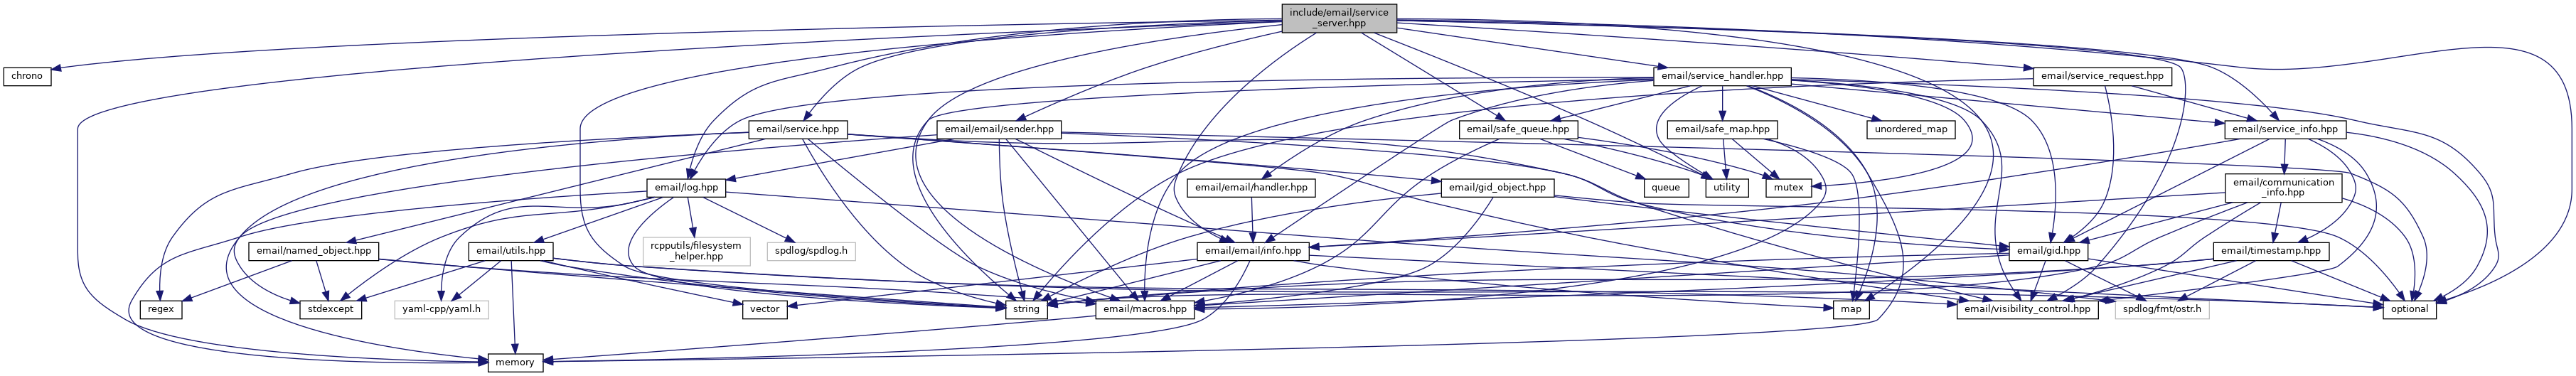 include/email/service
_server.hpp
chrono
email/service_handler.hpp
email/service_request.hpp
email/service.hpp
email/email/sender.hpp
email/safe_queue.hpp
email/safe_map.hpp
unordered_map
email/service_info.hpp
email/log.hpp
email/email/handler.hpp
email/gid_object.hpp
queue
utility
mutex
email/communication
_info.hpp
email/named_object.hpp
email/utils.hpp
rcpputils/filesystem
_helper.hpp
spdlog/spdlog.h
email/email/info.hpp
email/gid.hpp
email/timestamp.hpp
regex
stdexcept
yaml-cpp/yaml.h
vector
string
email/macros.hpp
map
email/visibility_control.hpp
spdlog/fmt/ostr.h
optional
memory